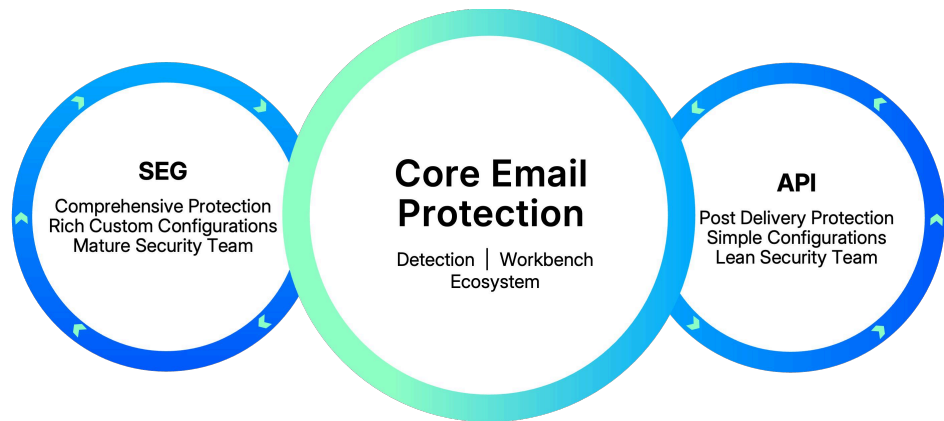 SEG
Comprehensive Protection
Rich Custom Configurations
Mature Security Team
Core Email
Protection
Detection | Workbench
Ecosystem
API
Post Delivery Protection
Simple Configurations
Lean Security Team